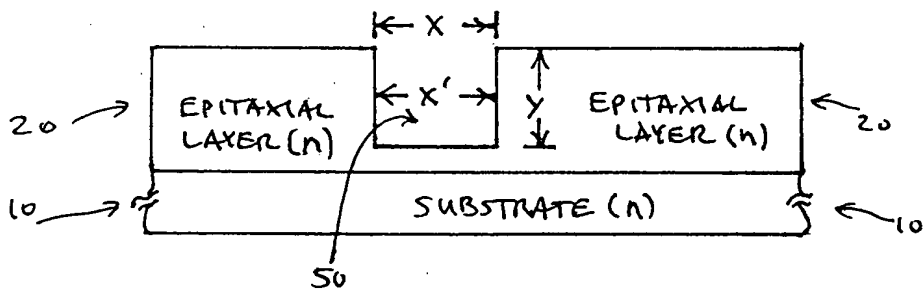 X
X'
Y
EPITAXIAL
LAYER (n)
EPITAXIAL
LAYER (n)
20
20
SUBSTRATE (n)
10
10
50